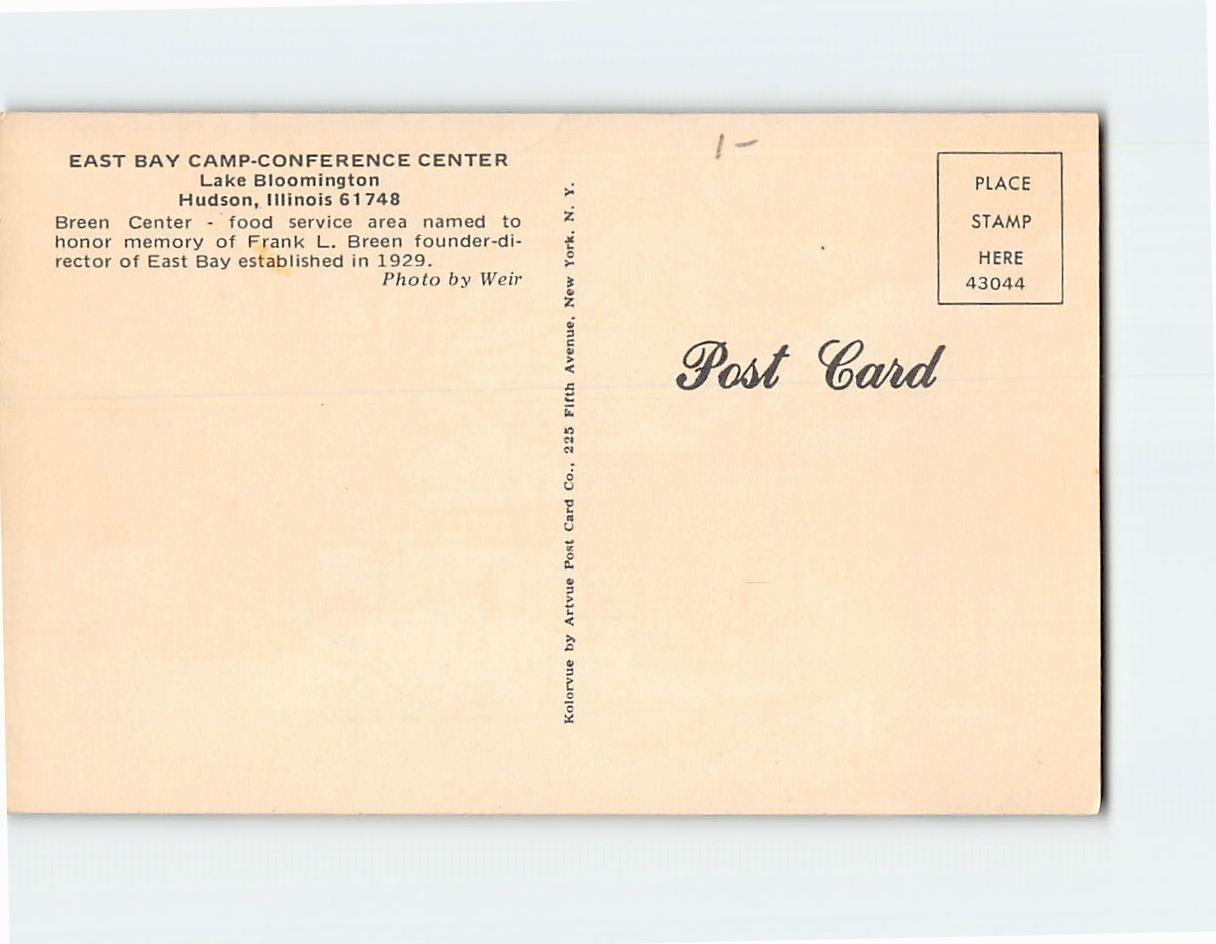 EAST BAY CAMP-CONFERENCE CENTER
Lake Bloomington
Hudson, Illinois 61748
Breen Center - food service area named to
honor memory of Frank L. Breen founder-di-
rector of East Bay established in 1929.
Photo by Weir
Kolorvue by Artvue Post Card Co., 225 Fifth Avenue, New York, N. Y.
1-
PLACE
STAMP
HERE
43044
Post Card